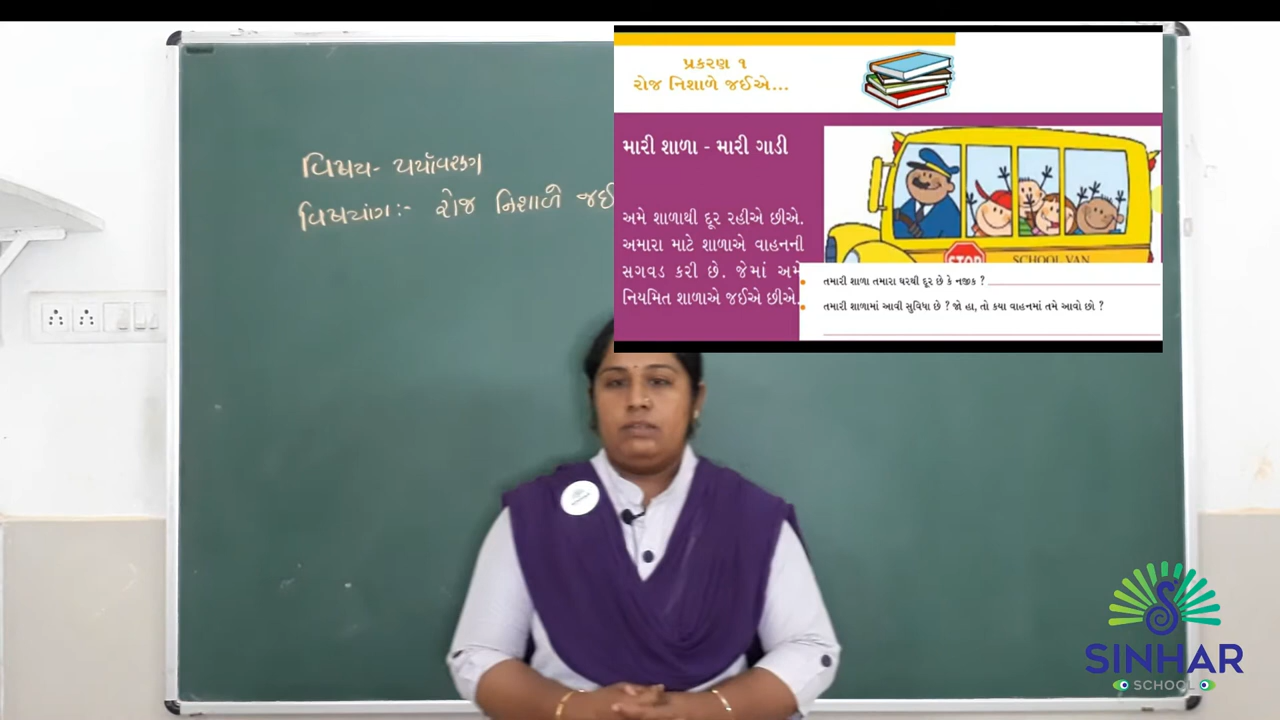 વિષય- પર્યાવરણ
વિષયાંગ:- રોજ નિશાળે જઈ
પ્રકરણ ૧
રોજ નિશાળે જઈએ...
મારી શાળા - મારી ગાડી
અમે શાળાથી દૂર રહીએ છીએ.
અમારા માટે શાળાએ વાહનની
સગવડ કરી છે. જેમાં અમે
નિયમિત શાળાએ જઈએ છીએ.
STOP
SCHOOL VAN
તમારી શાળા તમારા ઘરથી દૂર છે કે નજીક ?
તમારી શાળામાં આવી સુવિધા છે ? જો હા, તો કયા વાહનમાં તમે આવો છો ?
SINHAR
SCHOOL